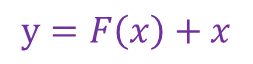 y = F(x) + x